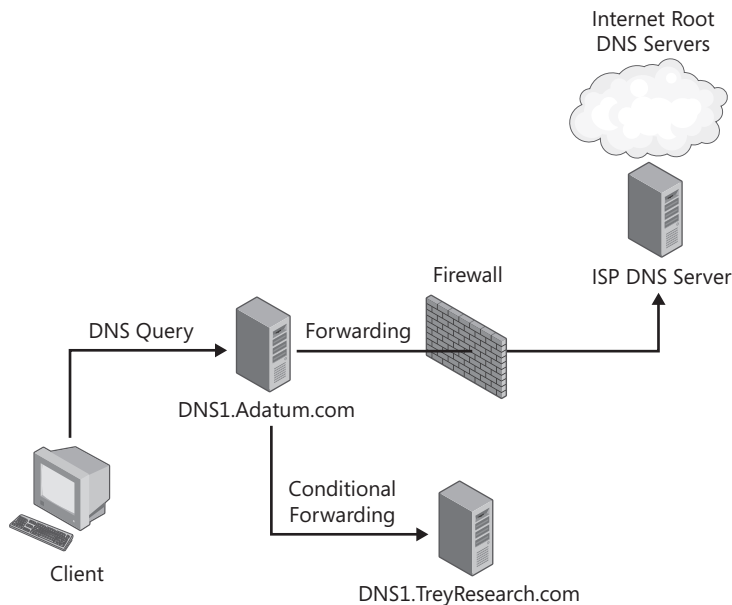 Internet Root
DNS Servers
ISP DNS Server
Firewall
DNS Query
Forwarding
DNS1.Adatum.com
Conditional
Forwarding
Client
DNS1.TreyResearch.com